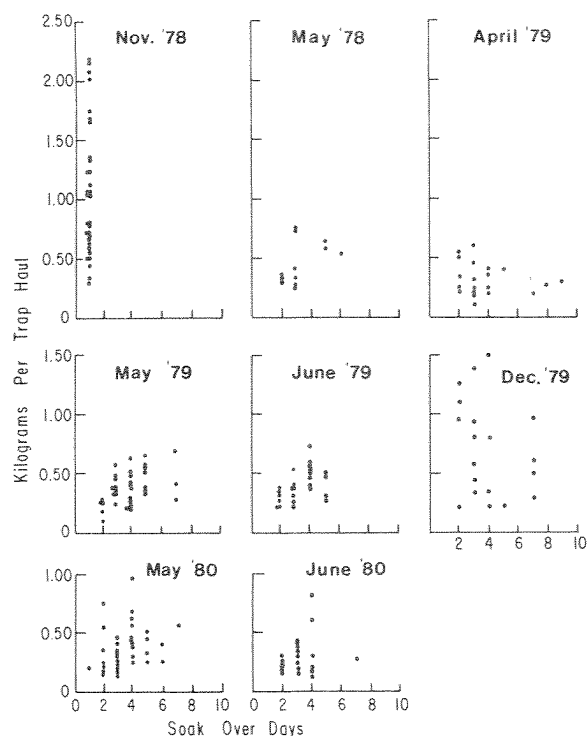 Nov. '78
May '78
April '79
2.50
2.00
1.50
1.00
0.50
0
May '79
June '79
Dec. '79
1.50
1.00
0.50
0
2 4 6 8 10
May '80
June '80
1.00
0.50
0.00
0 2 4 6 8 10
0 2 4 6 8 10
Kilograms Per Trap Haul
Soak Over Days